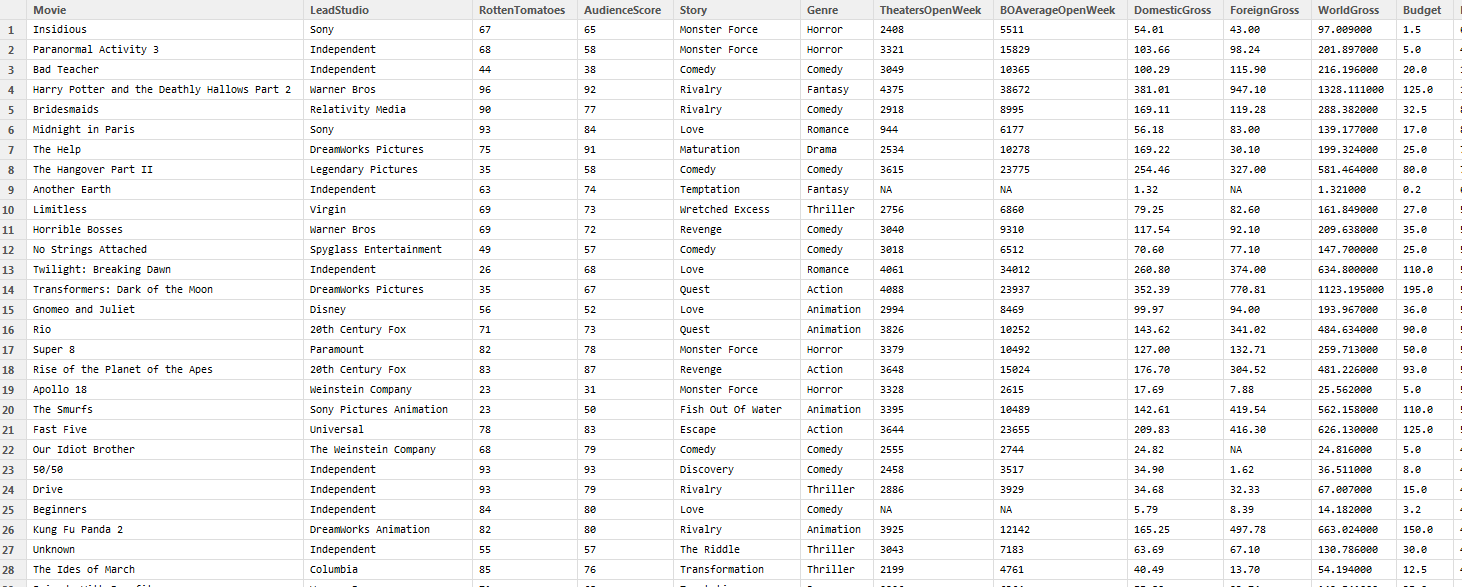 Movie LeadStudio RottenTomatoes AudienceScore Story Genre TheatersOpenWeek BOAverageOpenWeek DomesticGross ForeignGross WorldGross Budget
1 Insidious Sony 67 65 Monster Force Horror 2408 5511 54.01 43.00 97.009000 1.5
2 Paranormal Activity 3 Independent 68 58 Monster Force Horror 3321 15829 103.66 98.24 201.897000 5.0
3 Bad Teacher Independent 44 38 Comedy Comedy 3049 10365 100.29 115.90 216.196000 20.0
4 Harry Potter and the Deathly Hallows Part 2 Warner Bros 96 92 Rivalry Fantasy 4375 38672 381.01 947.10 1328.111000 125.0
5 Bridesmaids Relativity Media 90 77 Rivalry Comedy 2918 8995 169.11 119.28 288.382000 32.5
6 Midnight in Paris Sony 93 84 Love Romance 944 6177 56.18 83.00 139.177000 17.0
7 The Help DreamWorks Pictures 75 91 Maturation Drama 2534 10278 169.22 30.10 199.324000 25.0
8 The Hangover Part II Legendary Pictures 35 58 Comedy Comedy 3615 23775 254.46 327.00 581.464000 80.0
9 Another Earth Independent 63 74 Temptation Fantasy NA NA 1.32 NA 1.321000 0.2
10 Limitless Virgin 69 73 Wretched Excess Thriller 2756 6860 79.25 82.60 161.849000 27.0
11 Horrible Bosses Warner Bros 69 72 Revenge Comedy 3040 9310 117.54 92.10 209.638000 35.0
12 No Strings Attached Spyglass Entertainment 49 57 Comedy Comedy 3018 6512 70.60 77.10 147.700000 25.0
13 Twilight: Breaking Dawn Independent 26 68 Love Romance 4061 34012 260.80 374.00 634.800000 110.0
14 Transformers: Dark of the Moon DreamWorks Pictures 35 67 Quest Action 4088 23937 352.39 770.81 1123.195000 195.0
15 Gnomeo and Juliet Disney 56 52 Love Animation 2994 8469 99.97 94.00 193.967000 36.0
16 Rio 20th Century Fox 71 73 Quest Animation 3826 10252 143.62 341.02 484.634000 90.0
17 Super 8 Paramount 82 78 Monster Force Horror 3379 10492 127.00 132.71 259.713000 50.0
18 Rise of the Planet of the Apes 20th Century Fox 83 87 Revenge Action 3648 15024 176.70 304.52 481.226000 93.0
19 Apollo 18 Weinstein Company 23 31 Monster Force Horror 3328 2615 17.69 7.88 25.562000 5.0
20 The Smurfs Sony Pictures Animation 23 50 Fish Out Of Water Animation 3395 10489 142.61 419.54 562.158000 110.0
21 Fast Five Universal 78 83 Escape Action 3644 23655 209.83 416.30 626.130000 125.0
22 Our Idiot Brother The Weinstein Company 68 79 Comedy Comedy 2555 2744 24.82 NA 24.816000 5.0
23 50/50 Independent 93 93 Discovery Comedy 2458 3517 34.90 1.62 36.511000 8.0
24 Drive Independent 93 79 Rivalry Thriller 2886 3929 34.68 32.33 67.007000 15.0
25 Beginners Independent 84 80 Love Comedy NA NA 5.79 8.39 14.182000 3.2
26 Kung Fu Panda 2 DreamWorks Animation 82 80 Rivalry Animation 3925 12142 165.25 497.78 663.024000 150.0
27 Unknown Independent 55 57 The Riddle Thriller 3043 7183 63.69 67.10 130.786000 30.0
28 The Ides of March Columbia 85 76 Transformation Thriller 2199 4761 40.49 13.70 54.194000 12.5